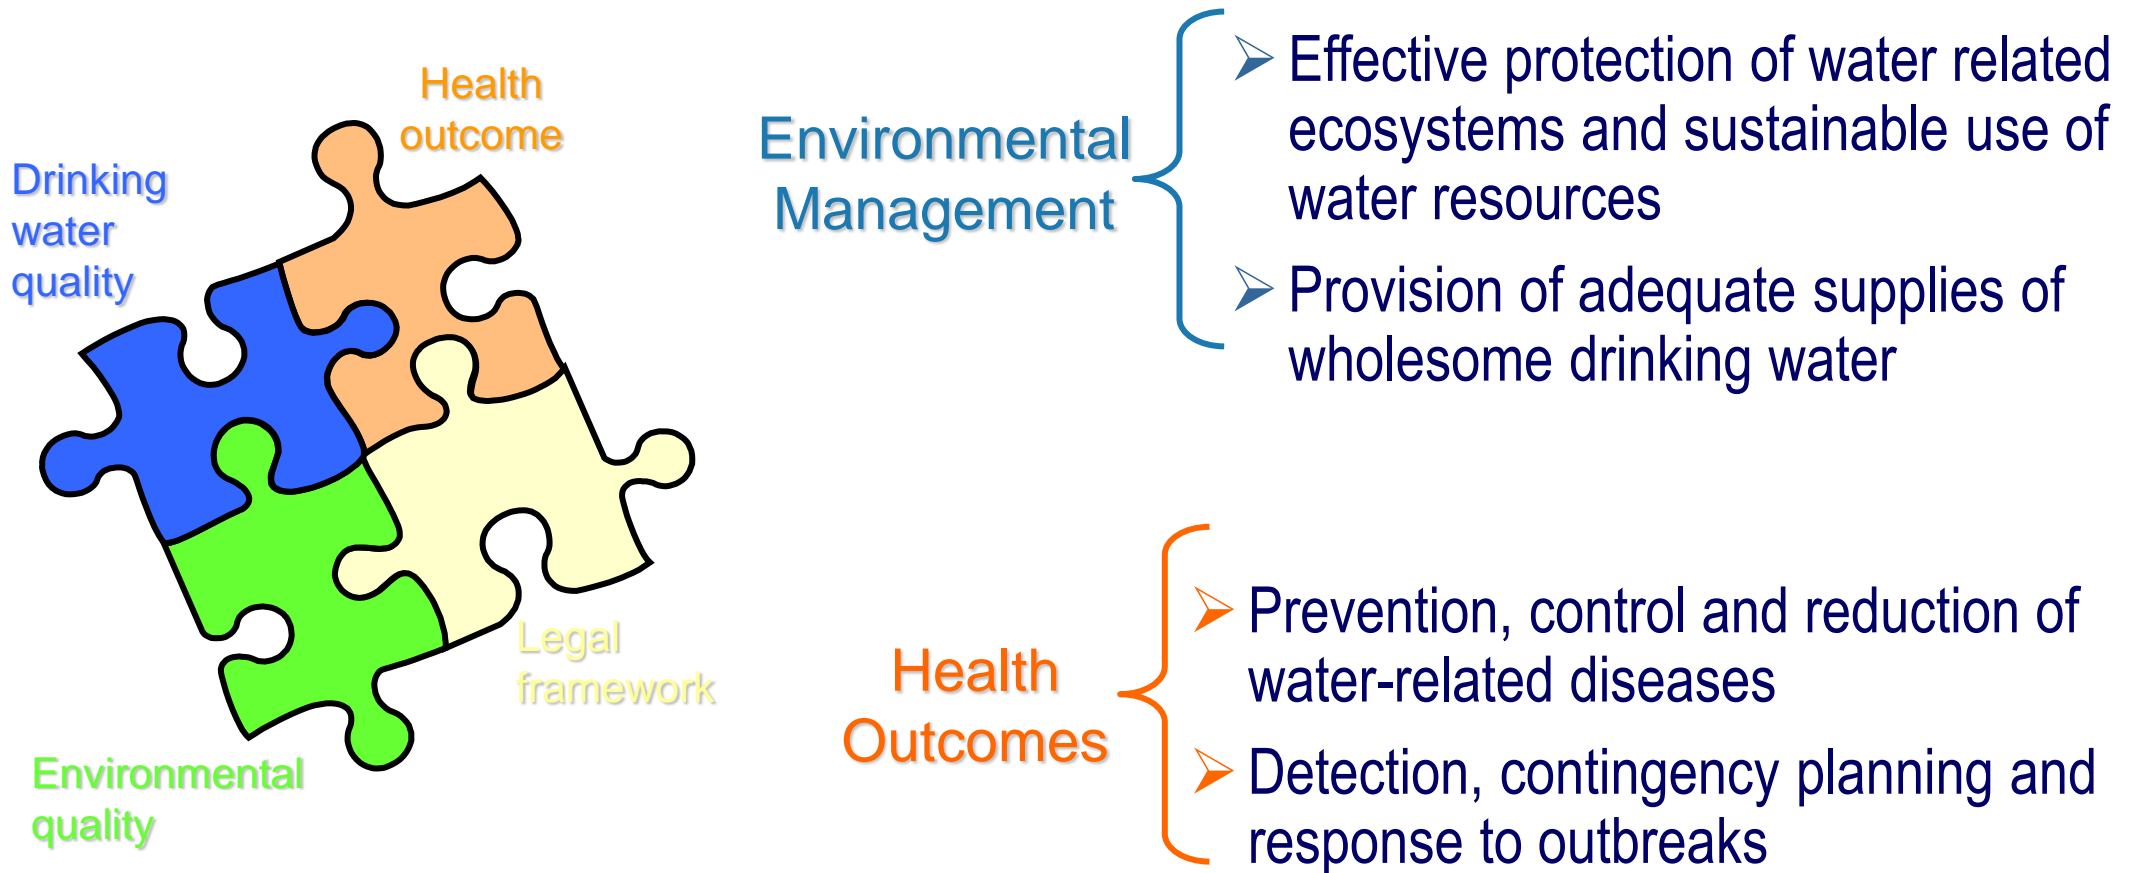 Health
outcome
Drinking
water
quality
Legal
framework
Environmental
quality
Environmental
Management
Effective protection of water related
ecosystems and sustainable use of
water resources
Provision of adequate supplies of
wholesome drinking water
Health
Outcomes
Prevention, control and reduction of
water-related diseases
Detection, contingency planning and
response to outbreaks